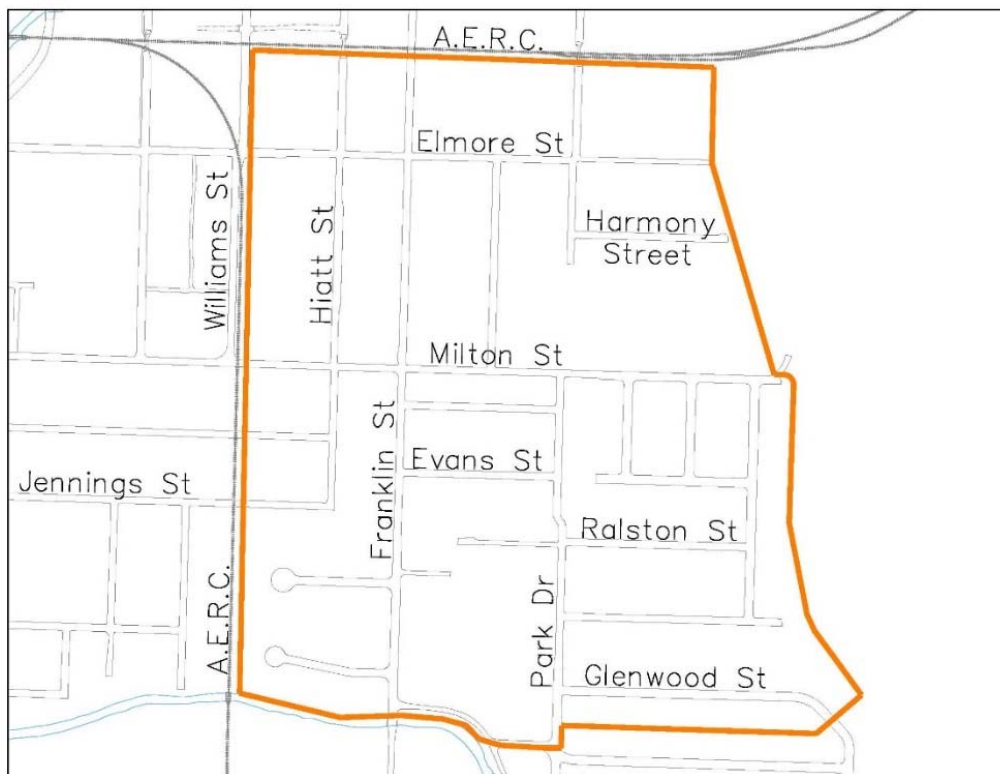 A.E.R.C.
Elmore St
Williams St
Hiatt St
Harmony
Street
Milton St
Franklin St
Evans St
Jennings St
Ralston St
A.E.R.C.
Park Dr
Glenwood St